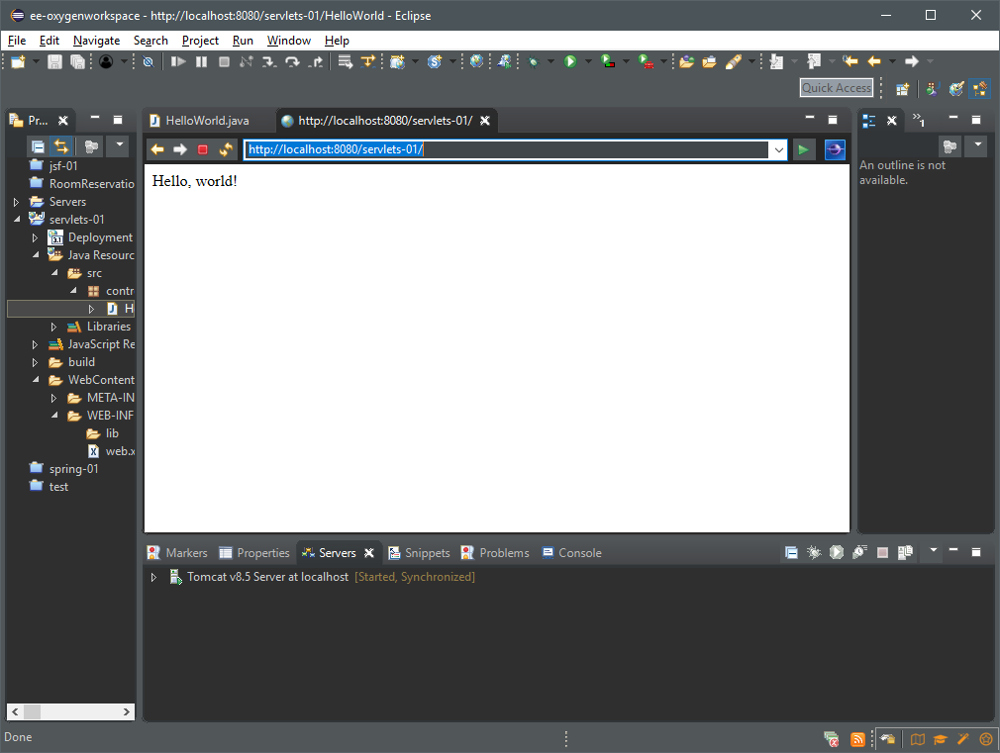 ee-oxygenworkspace - http://localhost:8080/servlets-01/HelloWorld - Eclipse
File Edit Navigate Search Project Run Window Help
Quick Access
Pr...
HelloWorld.java
http://localhost:8080/servlets-01/
1
http://localhost:8080/servlets-01/
Hello, world!
An outline is not
available.
jsf-01
RoomReservatio
Servers
servlets-01
3.1 Deployment
Java Resourc
src
contr
J H
Libraries
JavaScript Re
build
WebContent
META-IN
WEB-INF
lib
X web.x
spring-01
test
Markers Properties Servers Snippets Problems Console
Tomcat v8.5 Server at localhost [Started, Synchronized]
Done